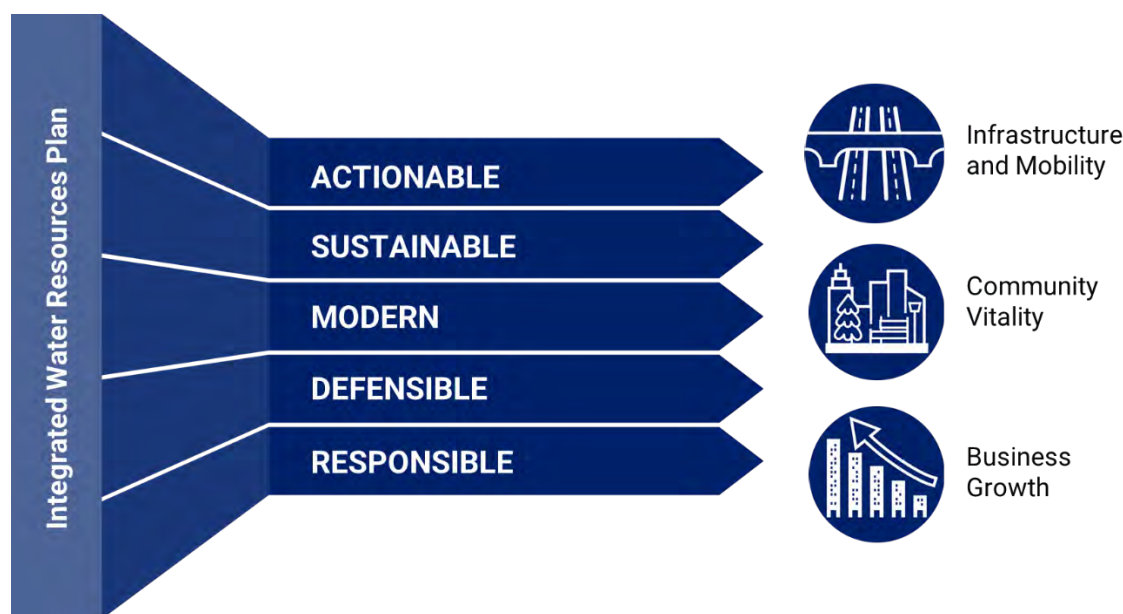 Integrated Water Resources Plan
ACTIONABLE
SUSTAINABLE
MODERN
DEFENSIBLE
RESPONSIBLE
Infrastructure
and Mobility
Community
Vitality
Business
Growth